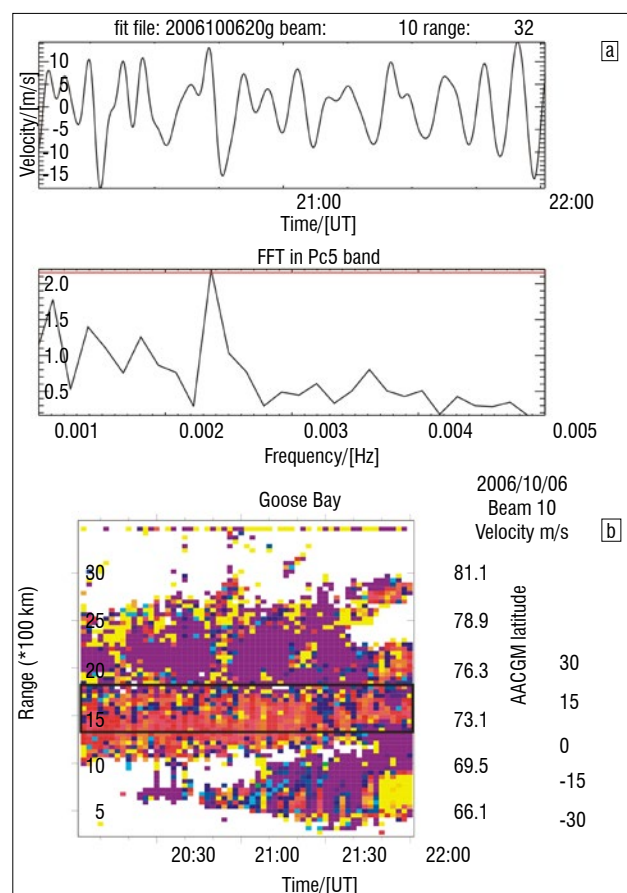 fit file: 2006100620g beam: 10 range: 32
a
Velocity/[m/s]
10
5
0
-5
-10
-15
21:00 22:00
Time/[UT]
FFT in Pc5 band
2.0
1.5
1.0
0.5
0.001 0.002 0.003 0.004 0.005
Frequency/[Hz]
2006/10/06
Goose Bay Beam 10
Velocity m/s
b
Range (*100 km)
30
25
20
15
10
5
81.1
78.9
76.3
73.1
69.5
66.1
AACGM latitude
30
15
0
-15
-30
20:30 21:00 21:30 22:00
Time/[UT]